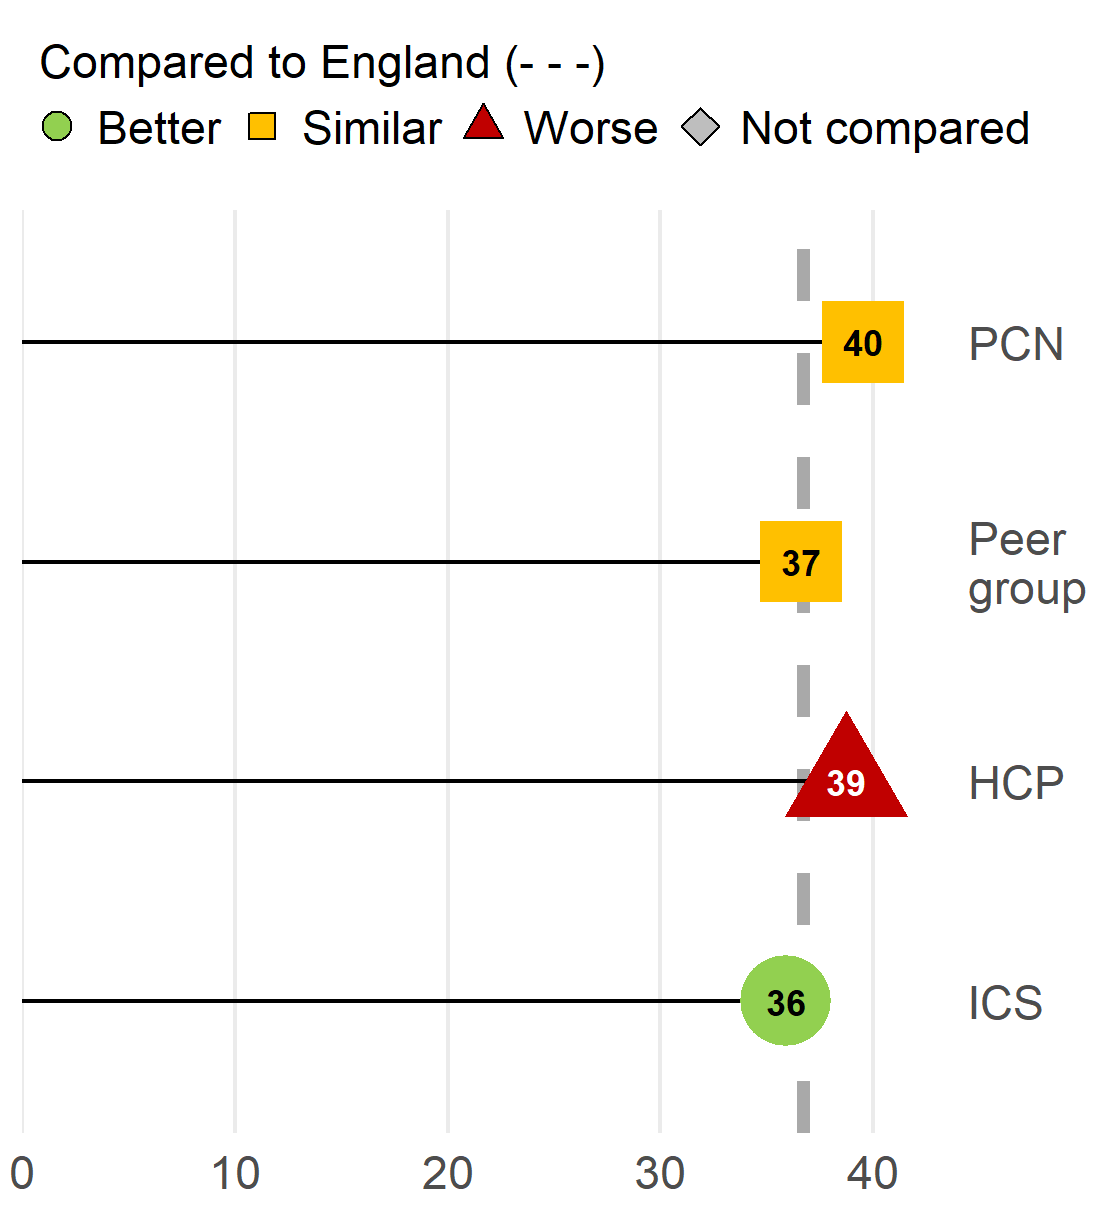 Compared to England (- - -)
Better Similar Worse Not compared
40 PCN
Peer
37
group
39 HCP
36 ICS
0 10 20 30 40